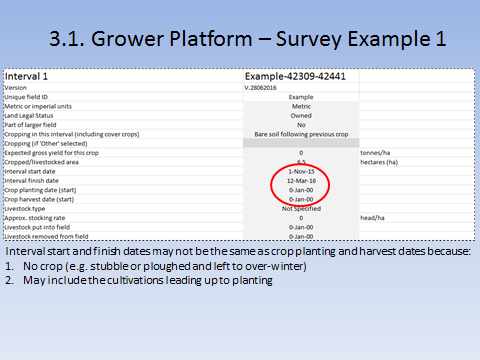 3.1. Grower Platform – Survey Example 1
Interval 1 Example-42309-42441
Version V.28062016
Unique field ID Example
Metric or imperial units Metric
Land Legal Status Owned
Part of larger field No
Cropping in this interval (including cover crops) Bare soil following previous crop
Cropping (if 'Other' selected)
Expected gross yield for this crop 0 tonnes/ha
Cropped/livestocked area 6.5 hectares (ha)
Interval start date 1-Nov-15
Interval finish date 12-Mar-16
Crop planting date (start) 0-Jan-00
Crop harvest date (start) 0-Jan-00
Livestock type Not specified
Approx. stocking rate 0 head/ha
Livestock put into field 0-Jan-00
Livestock removed from field 0-Jan-00
Interval start and finish dates may not be the same as crop planting and harvest dates because:
1. No crop (e.g. stubble or ploughed and left to over-winter)
2. May include the cultivations leading up to planting